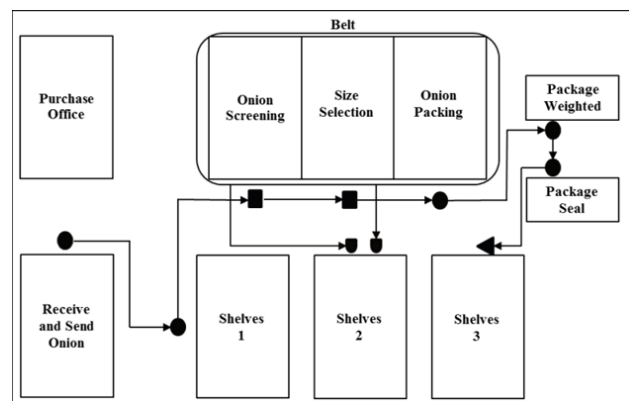 Belt
Purchase
Office
Onion
Screening
Size
Selection
Onion
Packing
Package
Weighted
Package
Seal
Receive
and Send
Onion
Shelves
1
Shelves
2
Shelves
3